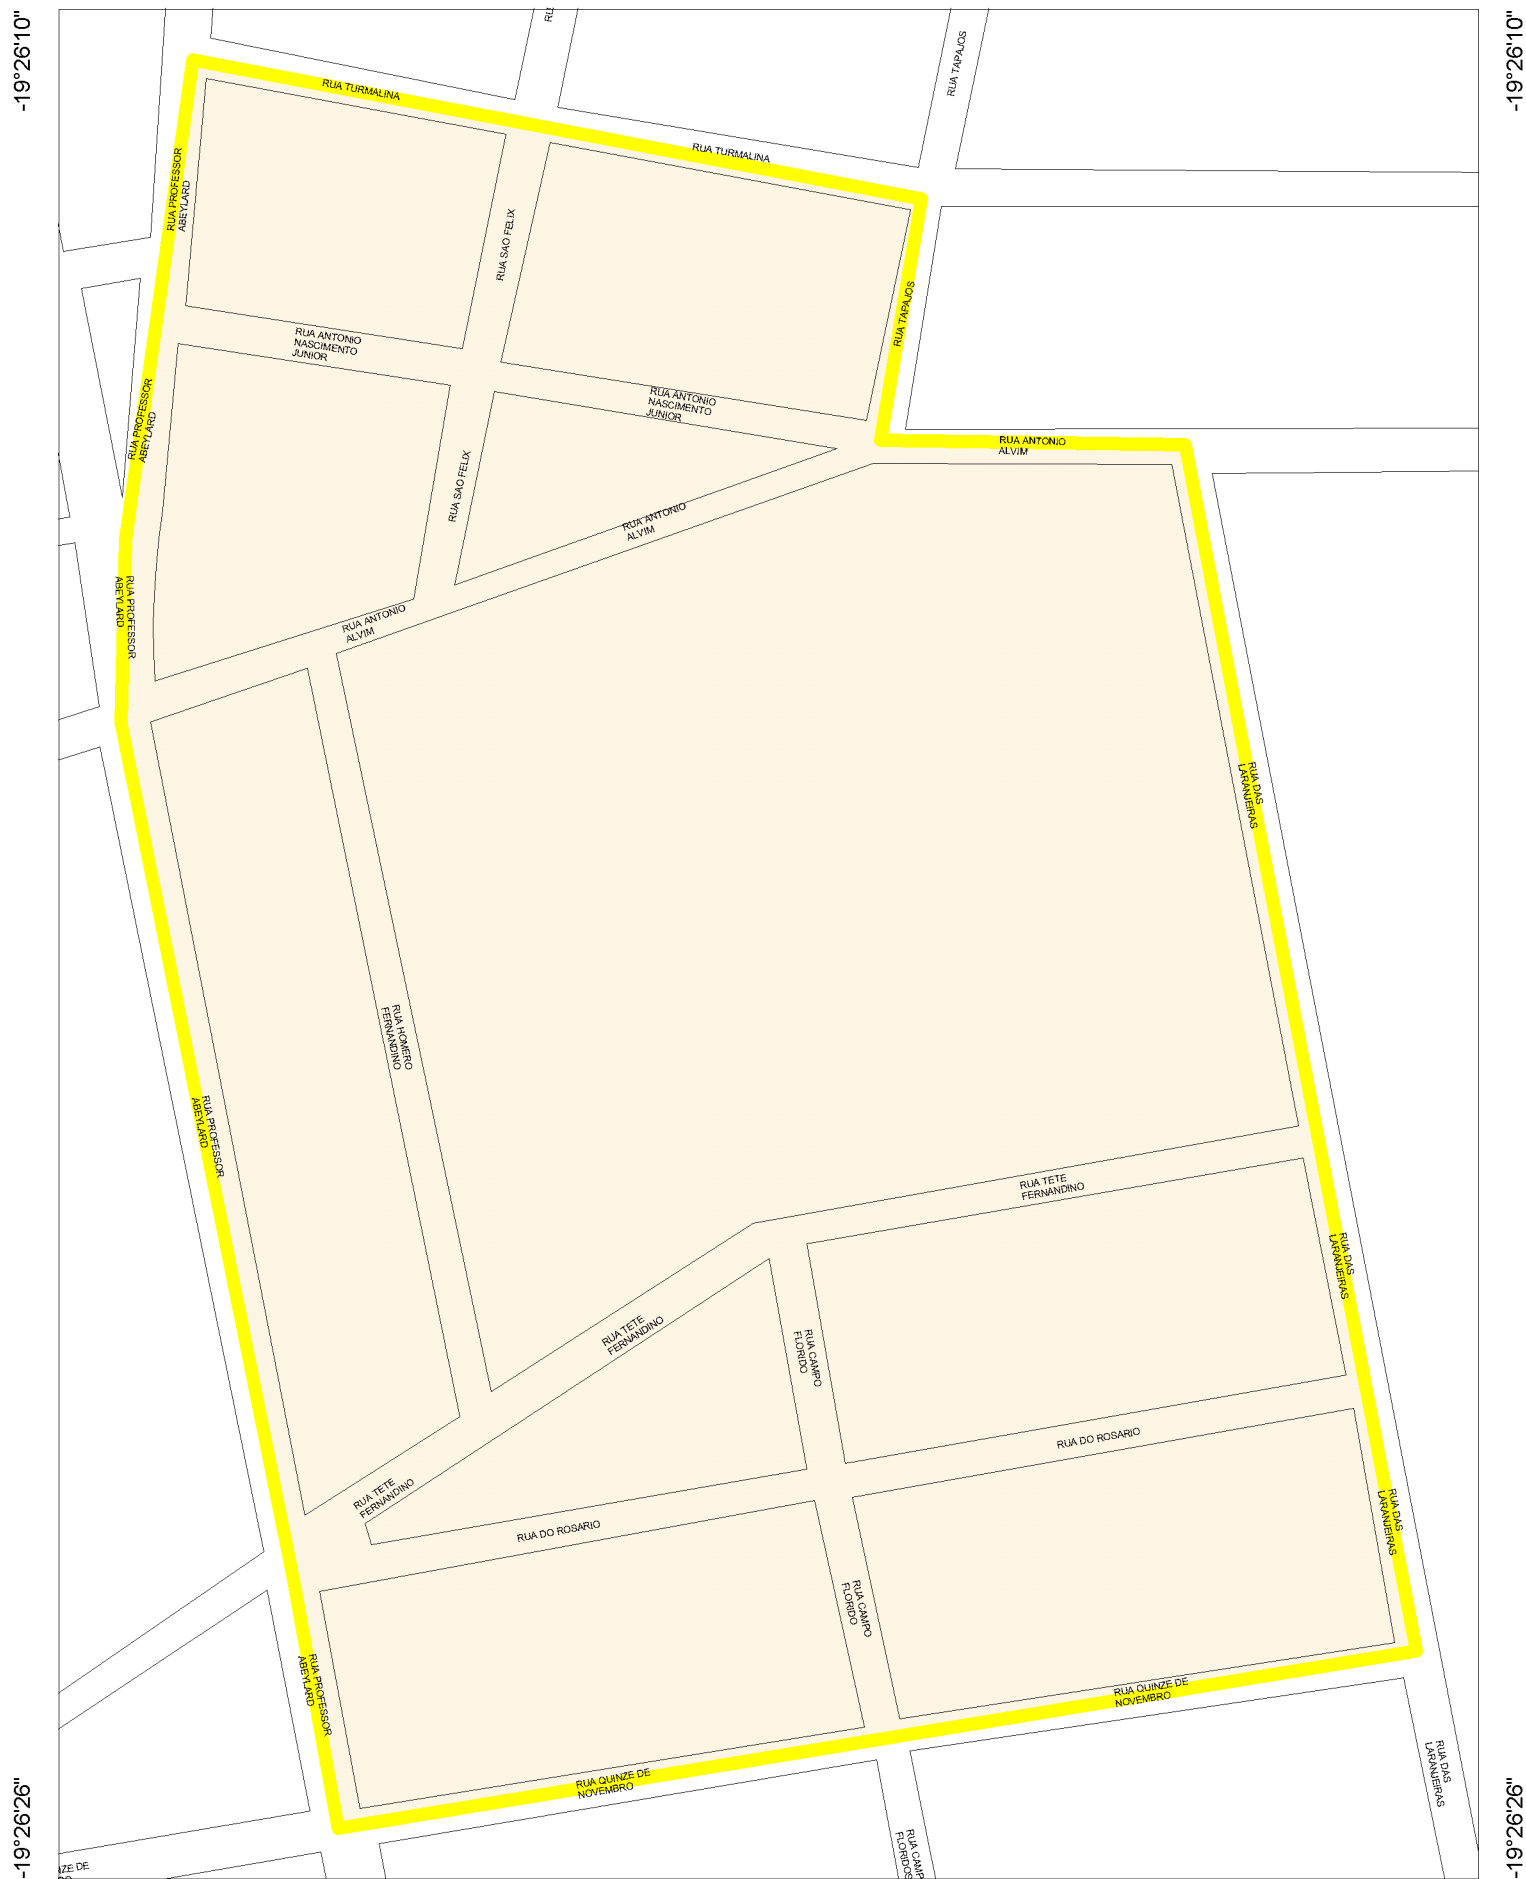 -19°26'10"
-19°26'10"
RUA TAPAJOS
RUA TURMALINA
RUA TURMALINA
RUA PROFESSOR
ABEYLARD
RUA SAO FELIX
RUA TAPAJOS
RUA ANTONIO
NASCIMENTO
JUNIOR
RUA ANTONIO
NASCIMENTO
JUNIOR
RUA PROFESSOR
ABEYLARD
RUA ANTONIO
ALVIM
RUA SAO FELIX
RUA ANTONIO
ALVIM
RUA PROFESSOR
ABEYLARD
RUA ANTONIO
ALVIM
RUA DAS
LARANJEIRAS
RUA HOMERO
FERNANDINO
RUA PROFESSOR
ABEYLARD
RUA TETE
FERNANDINO
RUA DAS
LARANJEIRAS
RUA TETE
FERNANDINO
RUA CAMPO
FLORIDO
RUA DO ROSARIO
RUA TETE
FERNANDINO
RUA DO ROSARIO
RUA DAS
LARANJEIRAS
RUA CAMPO
FLORIDO
RUA PROFESSOR
ABEYLARD
RUA QUINZE DE
NOVEMBRO
RUA QUINZE DE
NOVEMBRO
RUA DAS
LARANJEIRAS
RUA CAMP
FLORIDOS
-19°26'26"
-19°26'26"
NZE DE